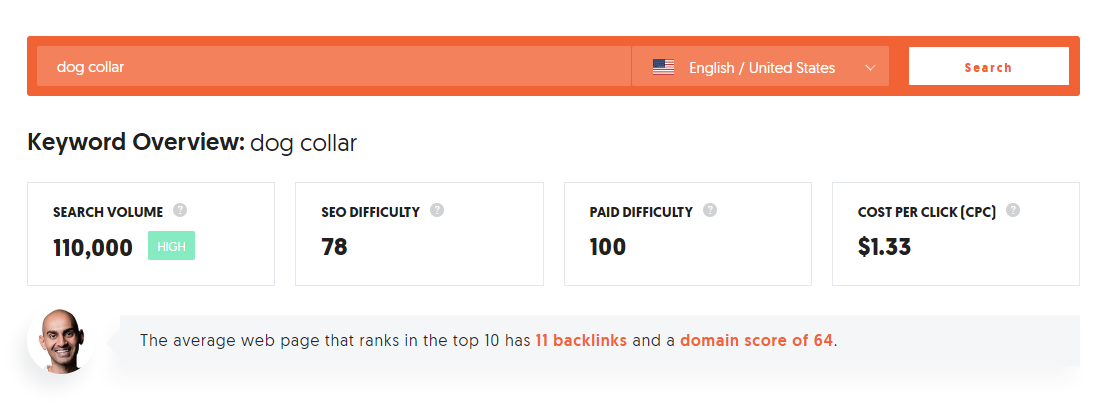 dog collar English / United States Search
Keyword Overview: dog collar
SEARCH VOLUME ? SEO DIFFICULTY ? PAID DIFFICULTY ? COST PER CLICK (CPC) ?
110,000 HIGH 78 100 $1.33
The average web page that ranks in the top 10 has 11 backlinks and a domain score of 64.